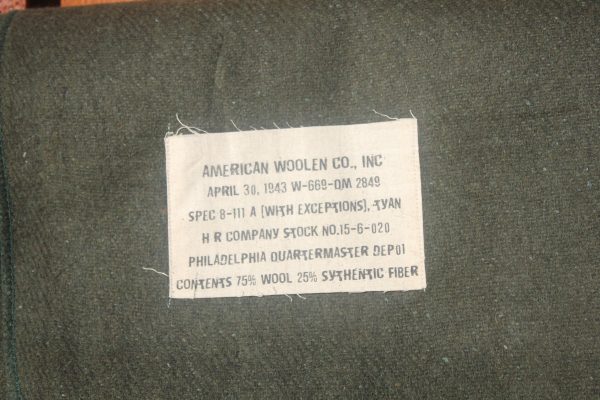 AMERICAN WOOLEN CO., INC
APRIL 30, 1943 W-669-QM 2849
SPEC 8-111 A (WITH EXCEPTIONS), TYAN
H R COMPANY STOCK NO.15-6-020
PHILADELPHIA QUARTERMASTER DEPOT
CONTENTS 75% WOOL 25% SYTHENTIC FIBER